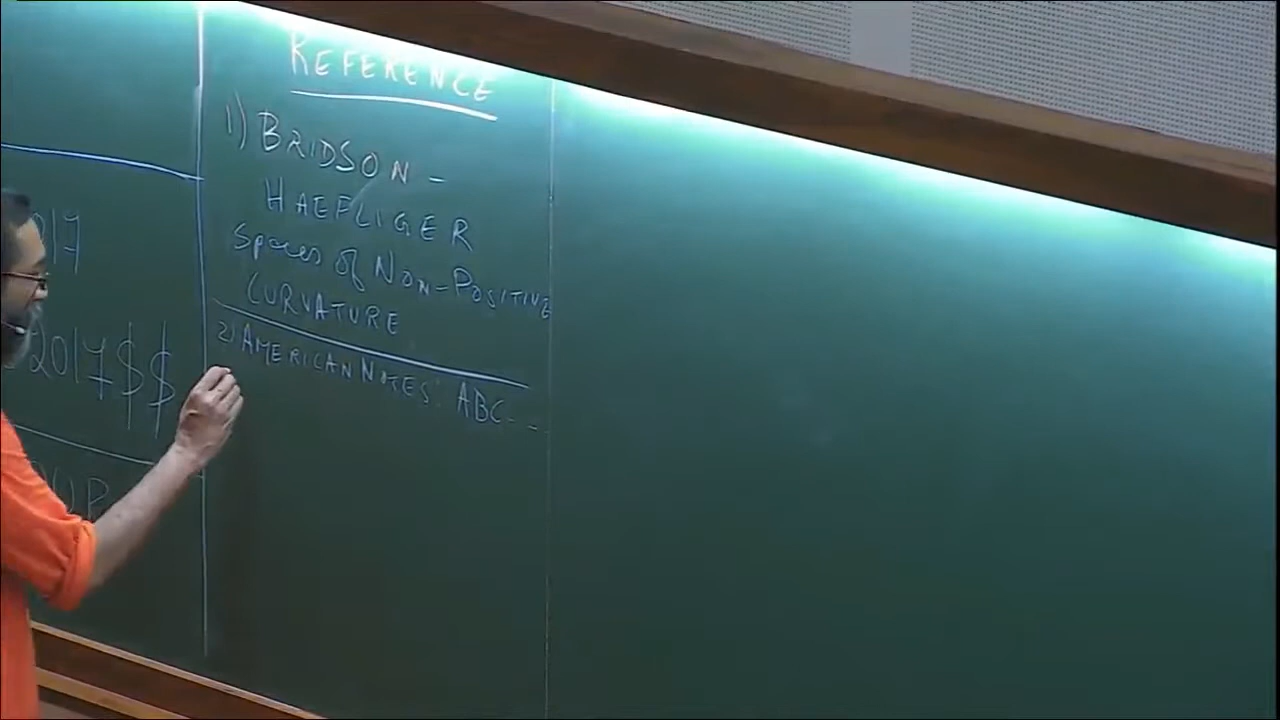 2017
2017$$
REFERENCE
1) BRIDSON -
HAEFLIGER
Spaces of NON-POSITIVE
CURVATURE
2) AMERICAN NOTES: ABC---